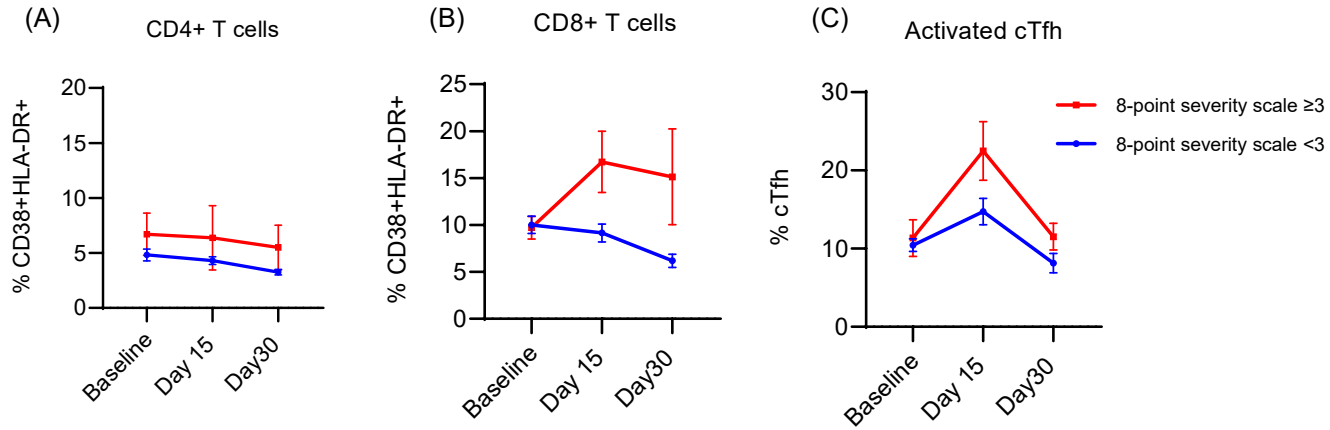 (A)
CD4+ T cells
% CD38+HLA-DR+
20
15
10
5
0
Baseline
Day 15
Day30
(B)
CD8+ T cells
% CD38+HLA-DR+
25
20
15
10
5
0
Baseline
Day 15
Day30
(C)
Activated cTfh
% cTfh
30
20
10
0
Baseline
Day 15
Day30
8-point severity scale ≥3
8-point severity scale <3